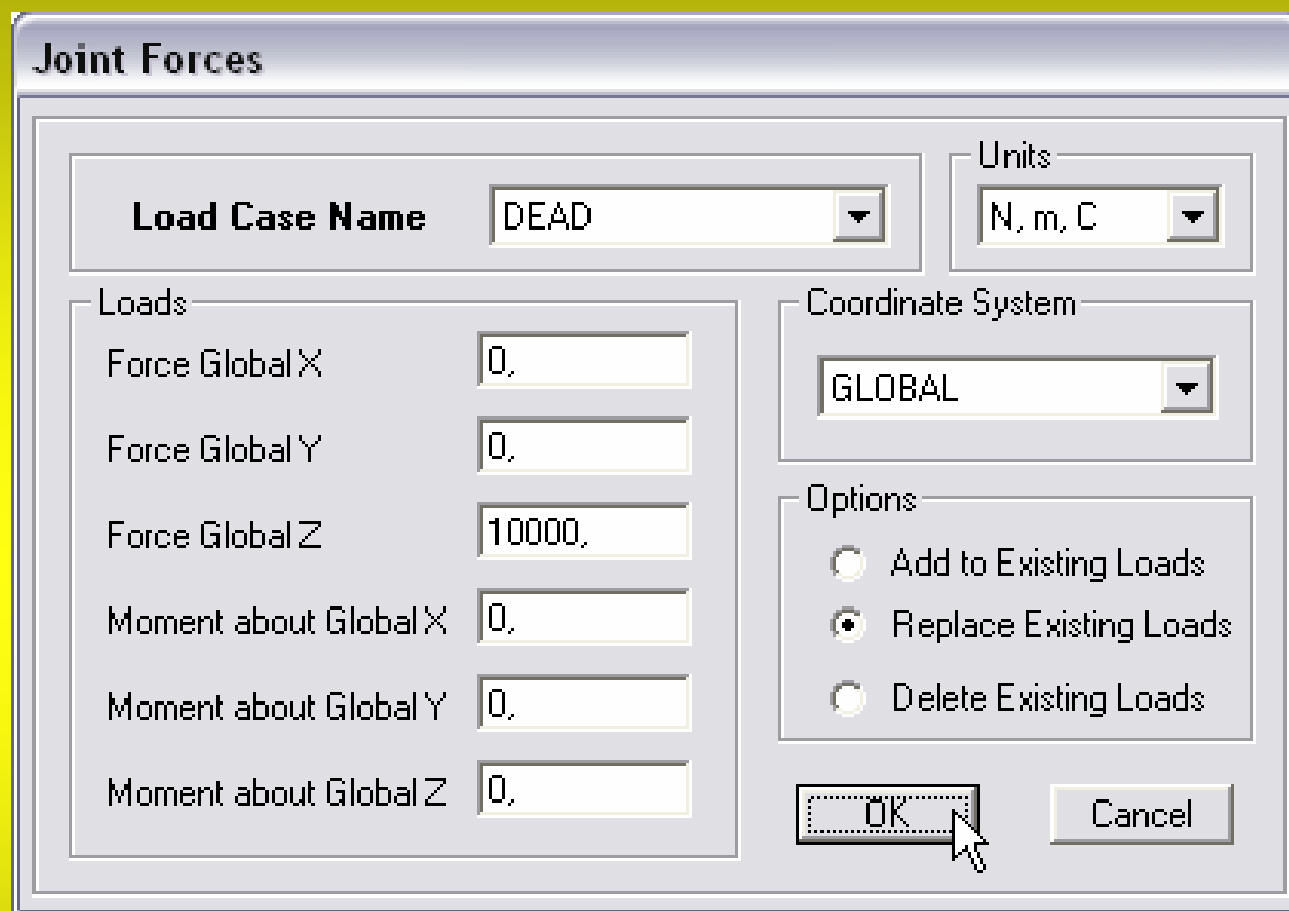 Joint Forces
Load Case Name DEAD
Units
N, m, C
Loads
Force Global X 0,
Force Global Y 0,
Force Global Z 10000,
Moment about Global X 0,
Moment about Global Y 0,
Moment about Global Z 0,
Coordinate System
GLOBAL
Options
Add to Existing Loads
Replace Existing Loads
Delete Existing Loads
OK Cancel